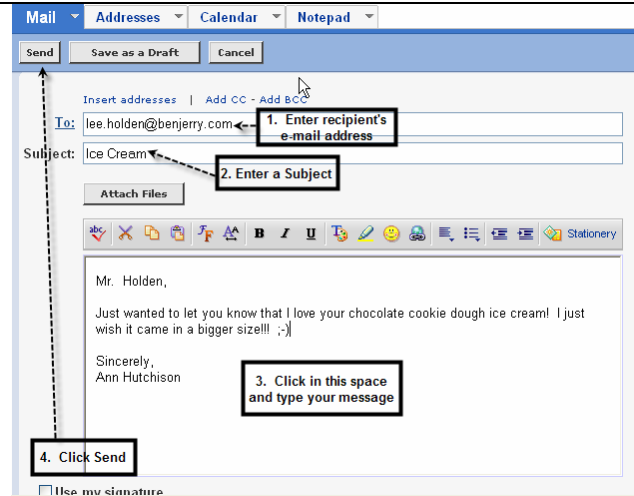 Mail Addresses Calendar Notepad
Send Save as a Draft Cancel
Insert addresses | Add CC - Add BCC
To: lee.holden@benjerry.com
1. Enter recipient's
e-mail address
Subject: Ice Cream
2. Enter a Subject
Attach Files
abc B I U Stationery
Mr. Holden,
Just wanted to let you know that I love your chocolate cookie dough ice cream! I just
wish it came in a bigger size!!! ;-)
Sincerely,
Ann Hutchison
3. Click in this space
and type your message
4. Click Send
Use my signature